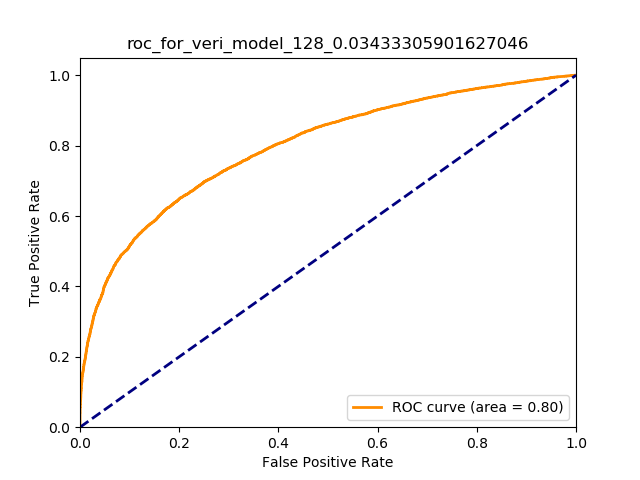 roc_for_veri_model_128_0.03433305901627046
True Positive Rate
1.0
0.8
0.6
0.4
0.2
0.0
0.0 0.2 0.4 0.6 0.8 1.0
False Positive Rate
ROC curve (area = 0.80)